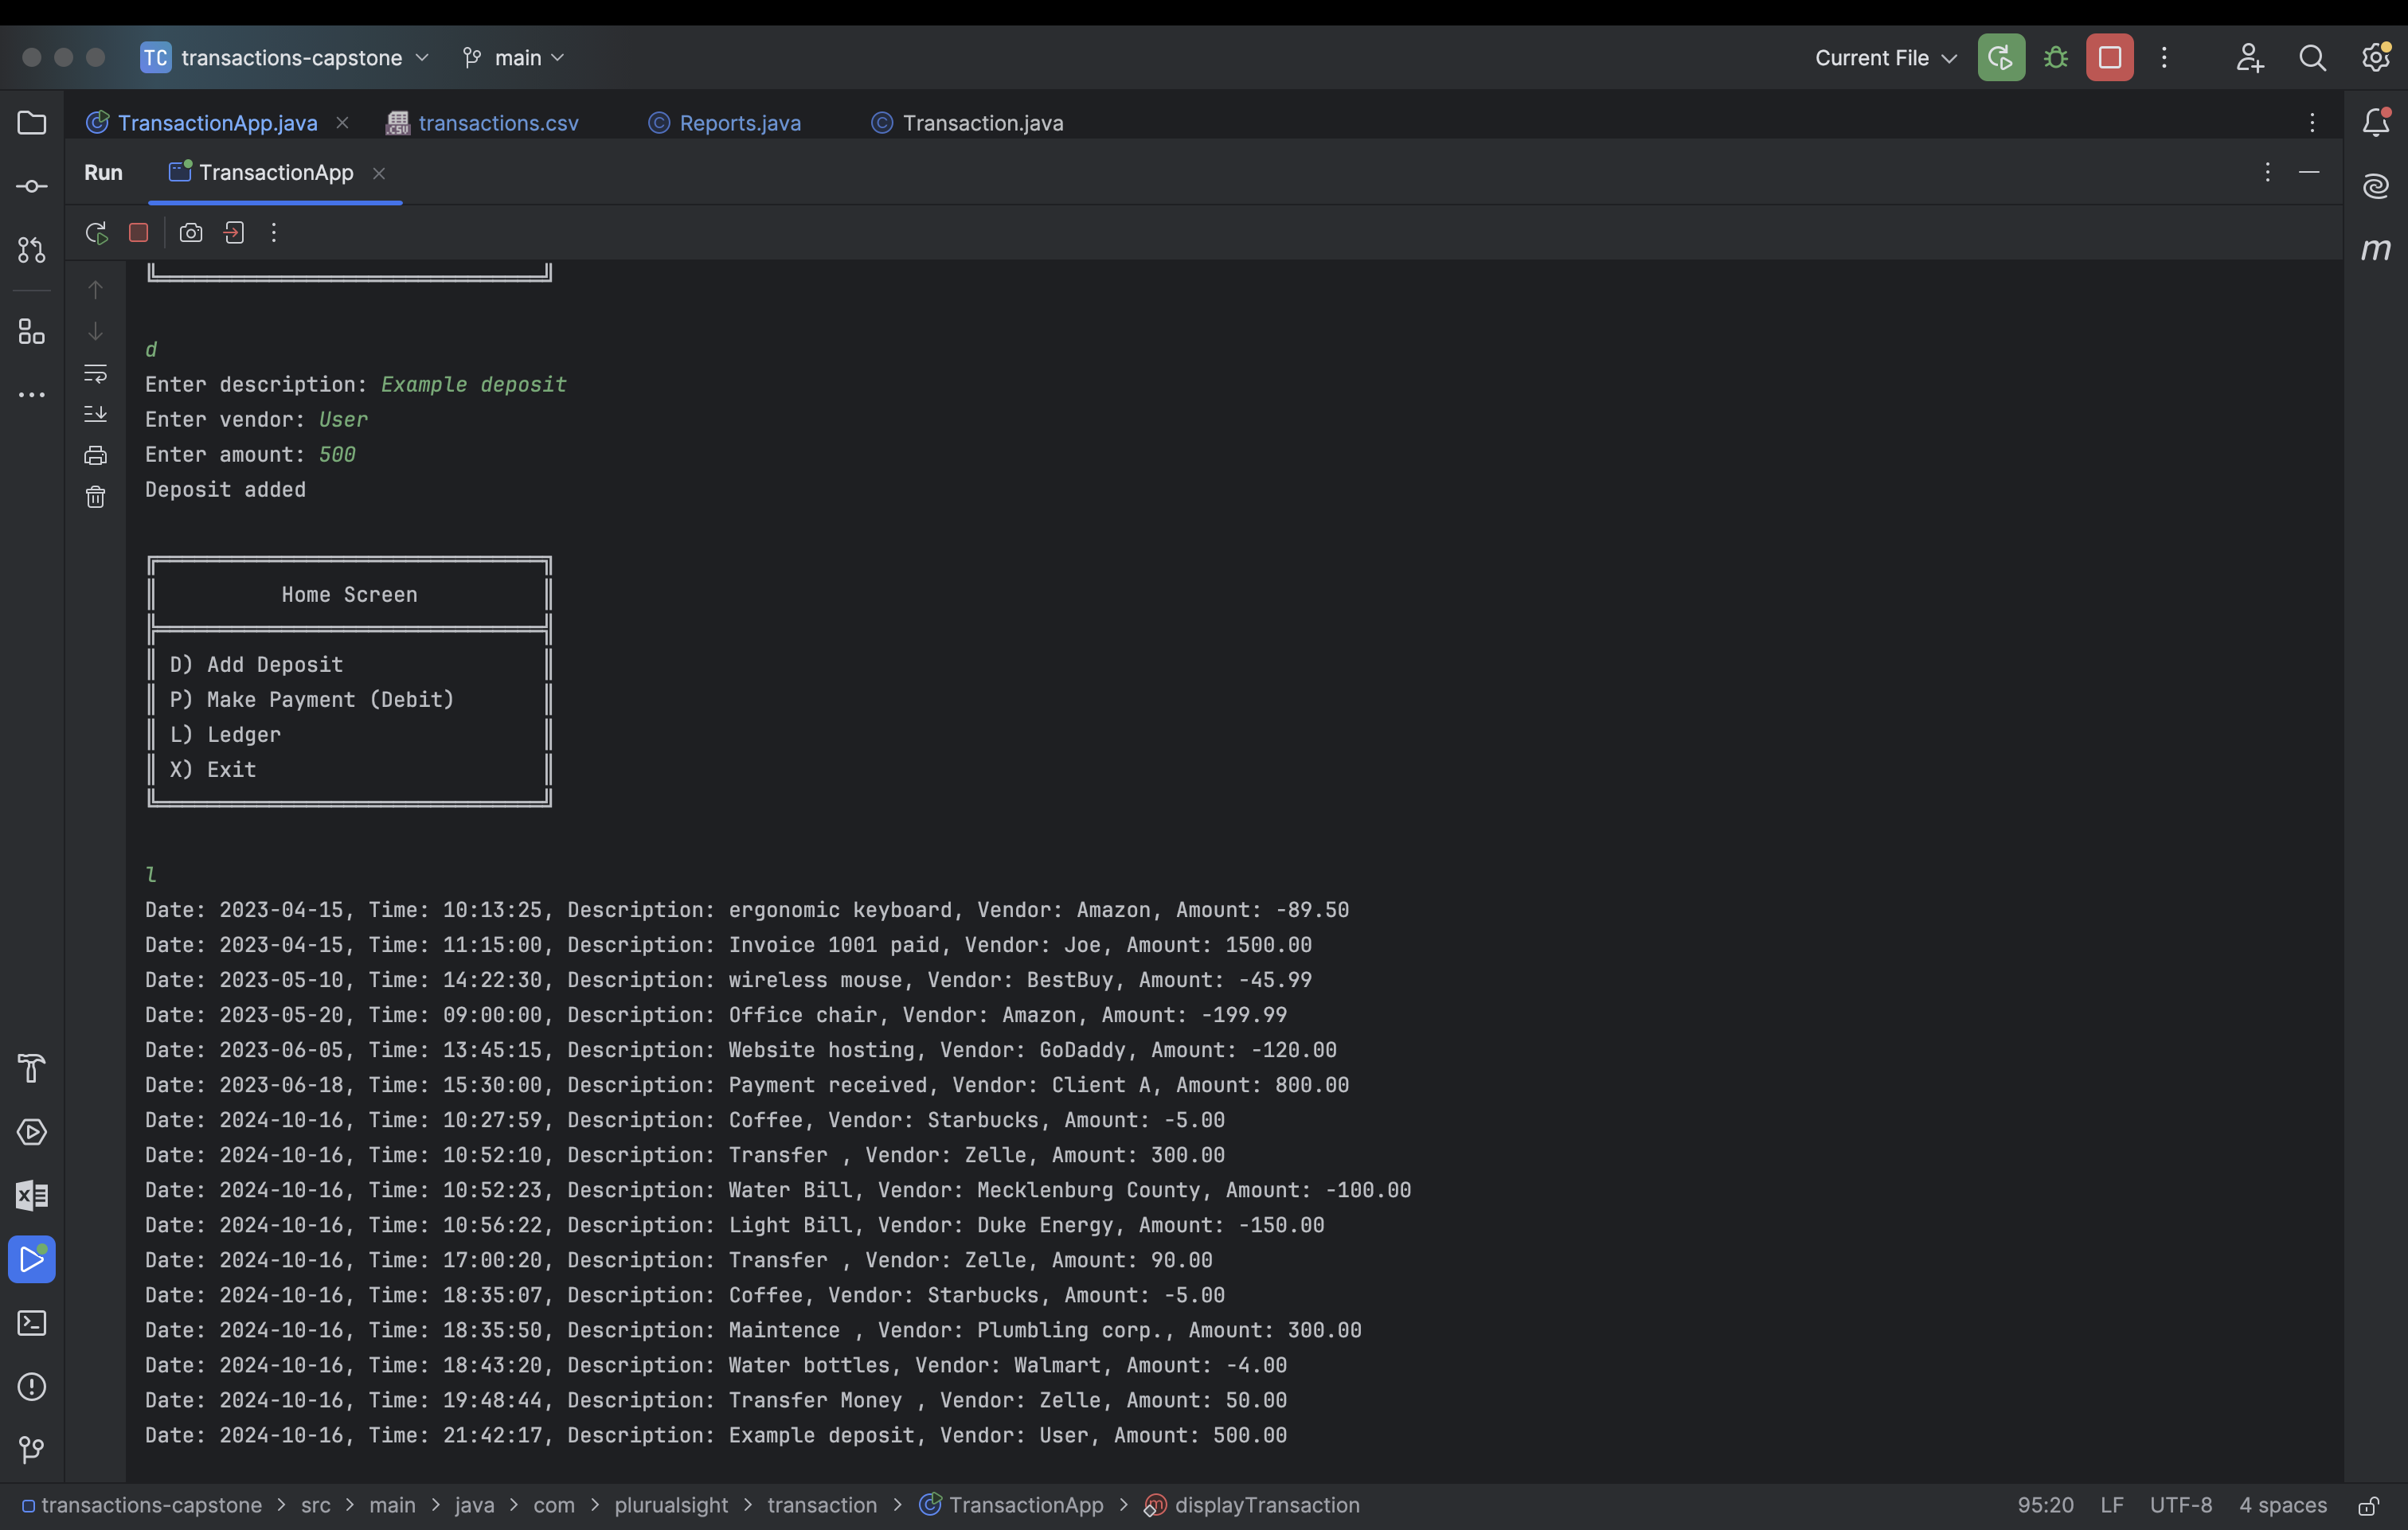 TC transactions-capstone main Current File
TransactionApp.java transactions.csv Reports.java Transaction.java
Run TransactionApp
d
Enter description: Example deposit
Enter vendor: User
Enter amount: 500
Deposit added
Home Screen
D) Add Deposit
P) Make Payment (Debit)
L) Ledger
X) Exit
l
Date: 2023-04-15, Time: 10:13:25, Description: ergonomic keyboard, Vendor: Amazon, Amount: -89.50
Date: 2023-04-15, Time: 11:15:00, Description: Invoice 1001 paid, Vendor: Joe, Amount: 1500.00
Date: 2023-05-10, Time: 14:22:30, Description: wireless mouse, Vendor: BestBuy, Amount: -45.99
Date: 2023-05-20, Time: 09:00:00, Description: Office chair, Vendor: Amazon, Amount: -199.99
Date: 2023-06-05, Time: 13:45:15, Description: Website hosting, Vendor: GoDaddy, Amount: -120.00
Date: 2023-06-18, Time: 15:30:00, Description: Payment received, Vendor: Client A, Amount: 800.00
Date: 2024-10-16, Time: 10:27:59, Description: Coffee, Vendor: Starbucks, Amount: -5.00
Date: 2024-10-16, Time: 10:52:10, Description: Transfer , Vendor: Zelle, Amount: 300.00
Date: 2024-10-16, Time: 10:52:23, Description: Water Bill, Vendor: Mecklenburg County, Amount: -100.00
Date: 2024-10-16, Time: 10:56:22, Description: Light Bill, Vendor: Duke Energy, Amount: -150.00
Date: 2024-10-16, Time: 17:00:20, Description: Transfer , Vendor: Zelle, Amount: 90.00
Date: 2024-10-16, Time: 18:35:07, Description: Coffee, Vendor: Starbucks, Amount: -5.00
Date: 2024-10-16, Time: 18:35:50, Description: Maintence , Vendor: Plumbling corp., Amount: 300.00
Date: 2024-10-16, Time: 18:43:20, Description: Water bottles, Vendor: Walmart, Amount: -4.00
Date: 2024-10-16, Time: 19:48:44, Description: Transfer Money , Vendor: Zelle, Amount: 50.00
Date: 2024-10-16, Time: 21:42:17, Description: Example deposit, Vendor: User, Amount: 500.00
transactions-capstone > src > main > java > com > plurualsight > transaction > TransactionApp > displayTransaction 95:20 LF UTF-8 4 spaces